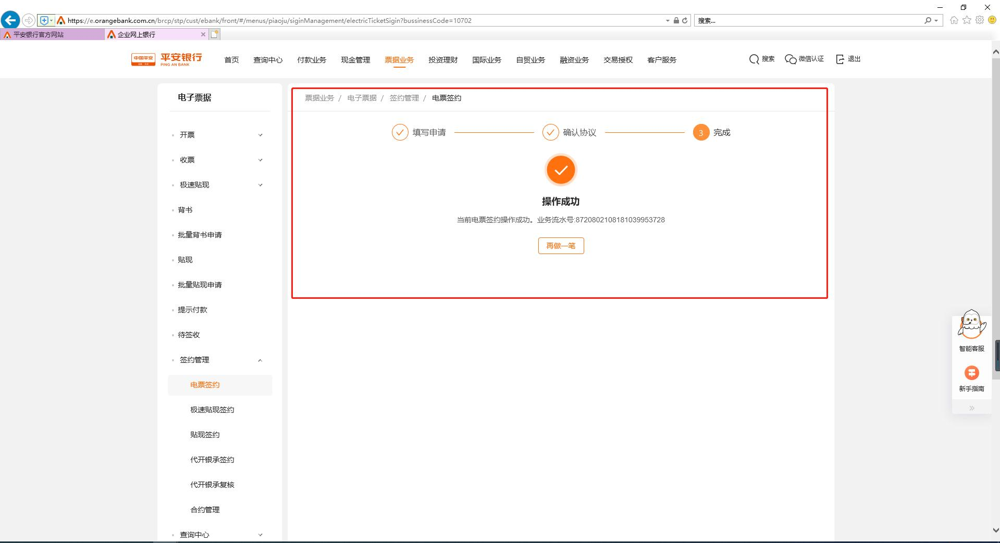 https://e.orangebank.com.cn/brcp/stp/cust/ebank/front/#/menus/piaoju/siginManagement/electricTicketSigin?bussinessCode=10702
搜索...
平安银行官方网站
企业网上银行
中国平安
平安银行
PING AN BANK
首页
查询中心
付款业务
现金管理
票据业务
投资理财
国际业务
自贸业务
融资业务
交易授权
客户服务
搜索
微信认证
退出
电子票据
开票
收票
极速贴现
背书
批量背书申请
贴现
批量贴现申请
提示付款
待签收
签约管理
电票签约
极速贴现签约
贴现签约
代开银承签约
代开银承复核
合约管理
查询中心
票据业务 / 电子票据 / 签约管理 / 电票签约
填写申请
确认协议
3 完成
操作成功
当前电票签约操作成功。业务流水号:8720802108181039953728
再做一笔
智能客服
新手指南